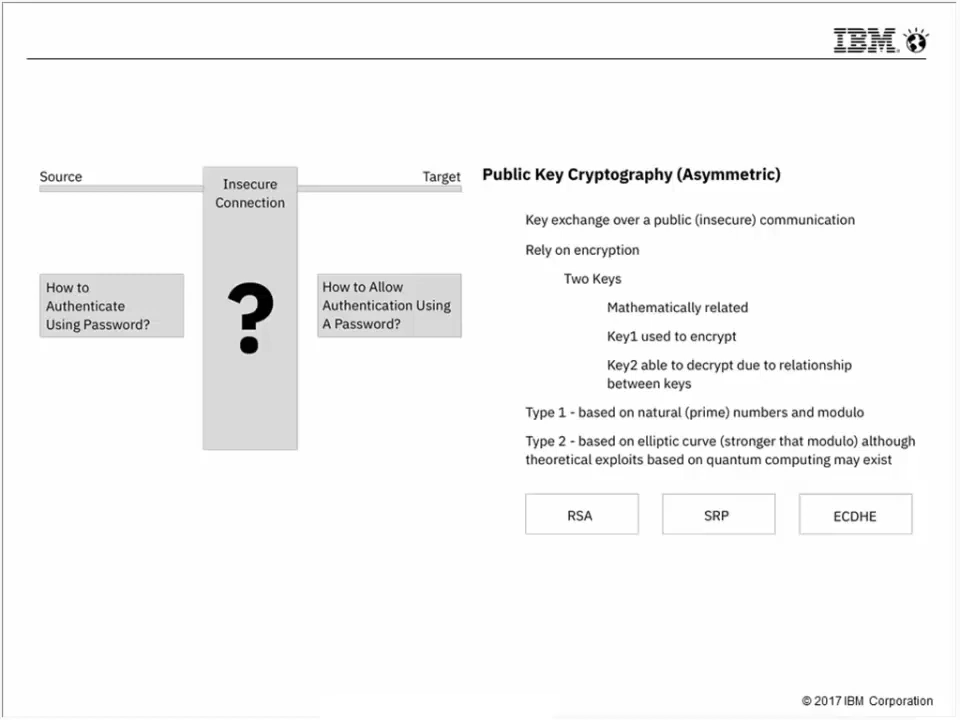 IBM
Source
Target
Insecure
Connection
How to
Authenticate
Using Password?
?
How to Allow
Authentication Using
A Password?
Public Key Cryptography (Asymmetric)
Key exchange over a public (insecure) communication
Rely on encryption
Two Keys
Mathematically related
Key1 used to encrypt
Key2 able to decrypt due to relationship
between keys
Type 1 - based on natural (prime) numbers and modulo
Type 2 - based on elliptic curve (stronger that modulo) although
theoretical exploits based on quantum computing may exist
RSA
SRP
ECDHE
© 2017 IBM Corporation